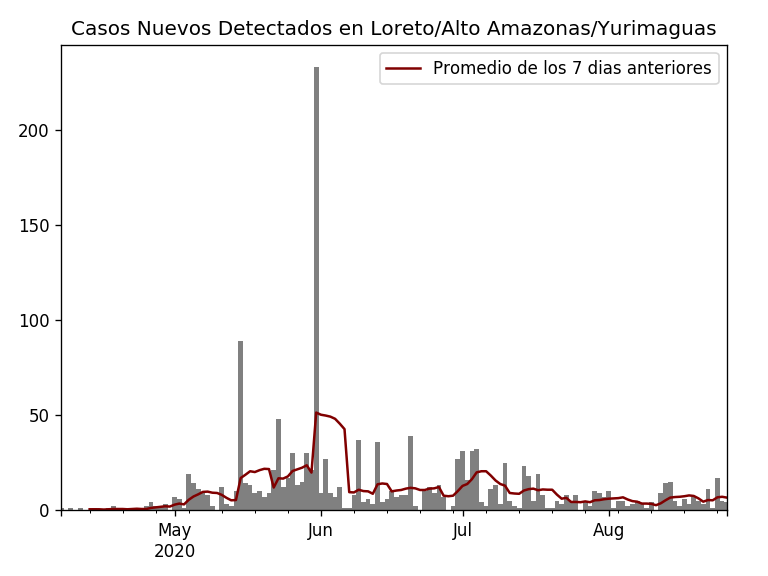 Casos Nuevos Detectados en Loreto/Alto Amazonas/Yurimaguas
Promedio de los 7 dias anteriores
200
150
100
50
0
May
2020
Jun
Jul
Aug